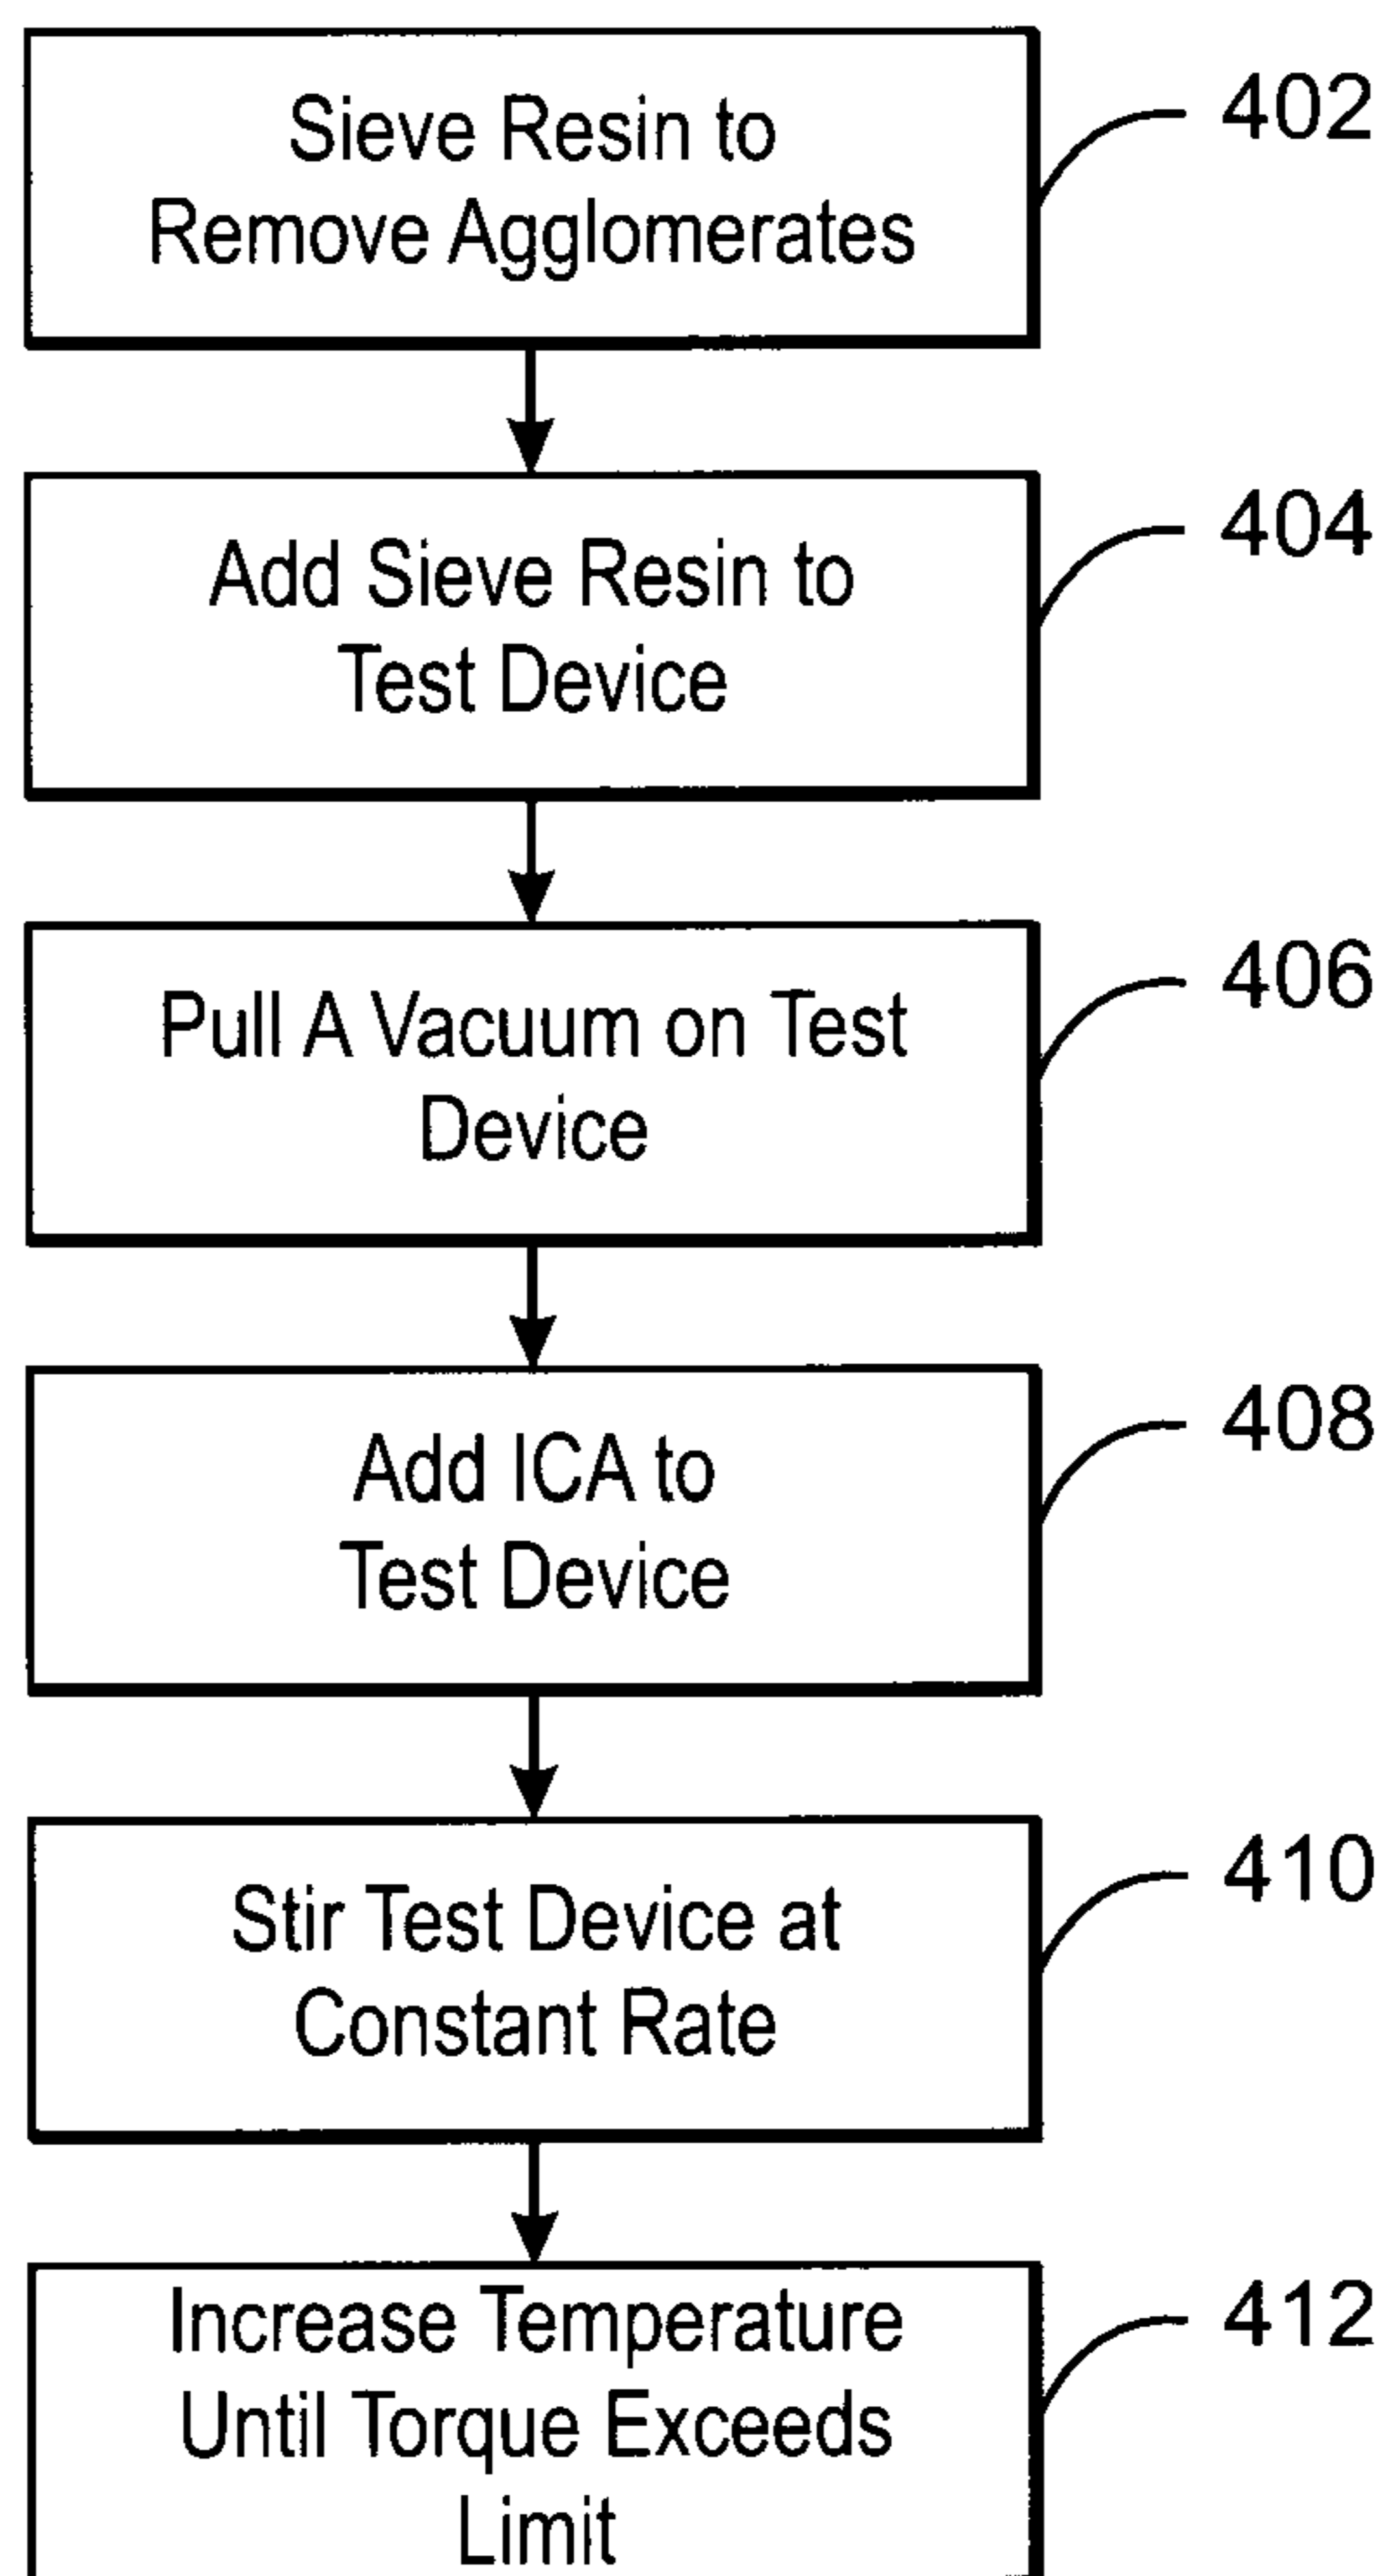 Sieve Resin to
Remove Agglomerates
402
Add Sieve Resin to
Test Device
404
Pull A Vacuum on Test
Device
406
Add ICA to
Test Device
408
Stir Test Device at
Constant Rate
410
Increase Temperature
Until Torque Exceeds
Limit
412